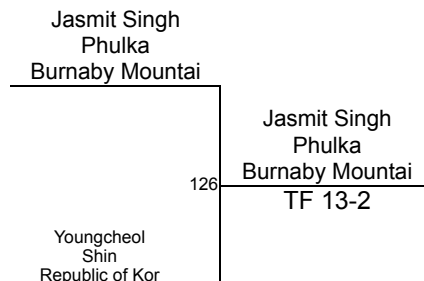 Jasmit Singh
Phulka
Burnaby Mountai
Jasmit Singh
Phulka
Burnaby Mountai
126
TF 13-2
Youngcheol
Shin
Republic of Kor